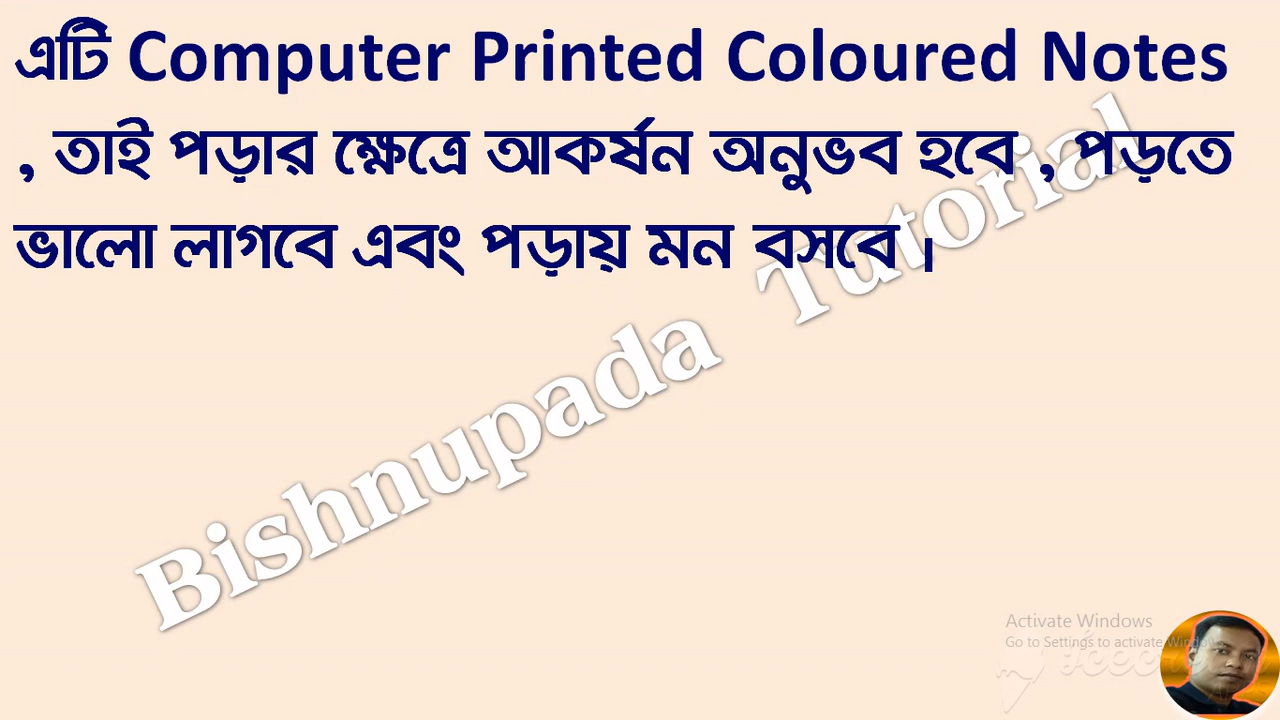 এটি Computer Printed Coloured Notes
, তাই পড়ার ক্ষেত্রে আকর্ষন অনুভব হবে , পড়তে
ভালো লাগবে এবং পড়ায় মন বসবে ।
Bishnupada Tutorial
Activate Windows
Go to Settings to activate